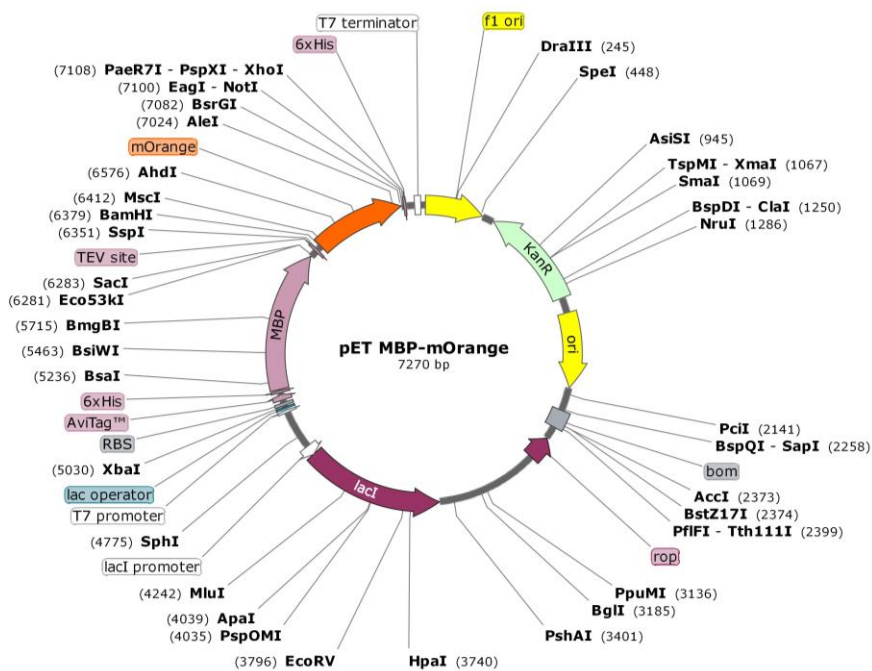 T7 terminator
f1 ori
6xHis
DraIII (245)
SpeI (448)
(7108) PaeR7I - PspXI - XhoI
(7100) EagI - NotI
(7082) BsrGI
(7024) AleI
mOrange
(6576) AhdI
(6412) MscI
(6379) BamHI
(6351) SspI
TEV site
(6283) SacI
(6281) Eco53kI
(5715) BmgBI
(5463) BsiWI
(5236) BsaI
6xHis
AviTag™
RBS
(5030) XbaI
lac operator
T7 promoter
(4775) SphI
lacI promoter
(4242) MluI
(4039) ApaI
(4035) PspOMI
(3796) EcoRV
HpaI (3740)
AsiSI (945)
TspMI - XmaI (1067)
SmaI (1069)
BspDI - ClaI (1250)
NruI (1286)
KanR
ori
MBP
lacI
pET MBP-mOrange
7270 bp
PciI (2141)
BspQI - SapI (2258)
bom
AccI (2373)
BstZ17I (2374)
PflFI - Tth111I (2399)
rop
PpuMI (3136)
BglI (3185)
PshAI (3401)